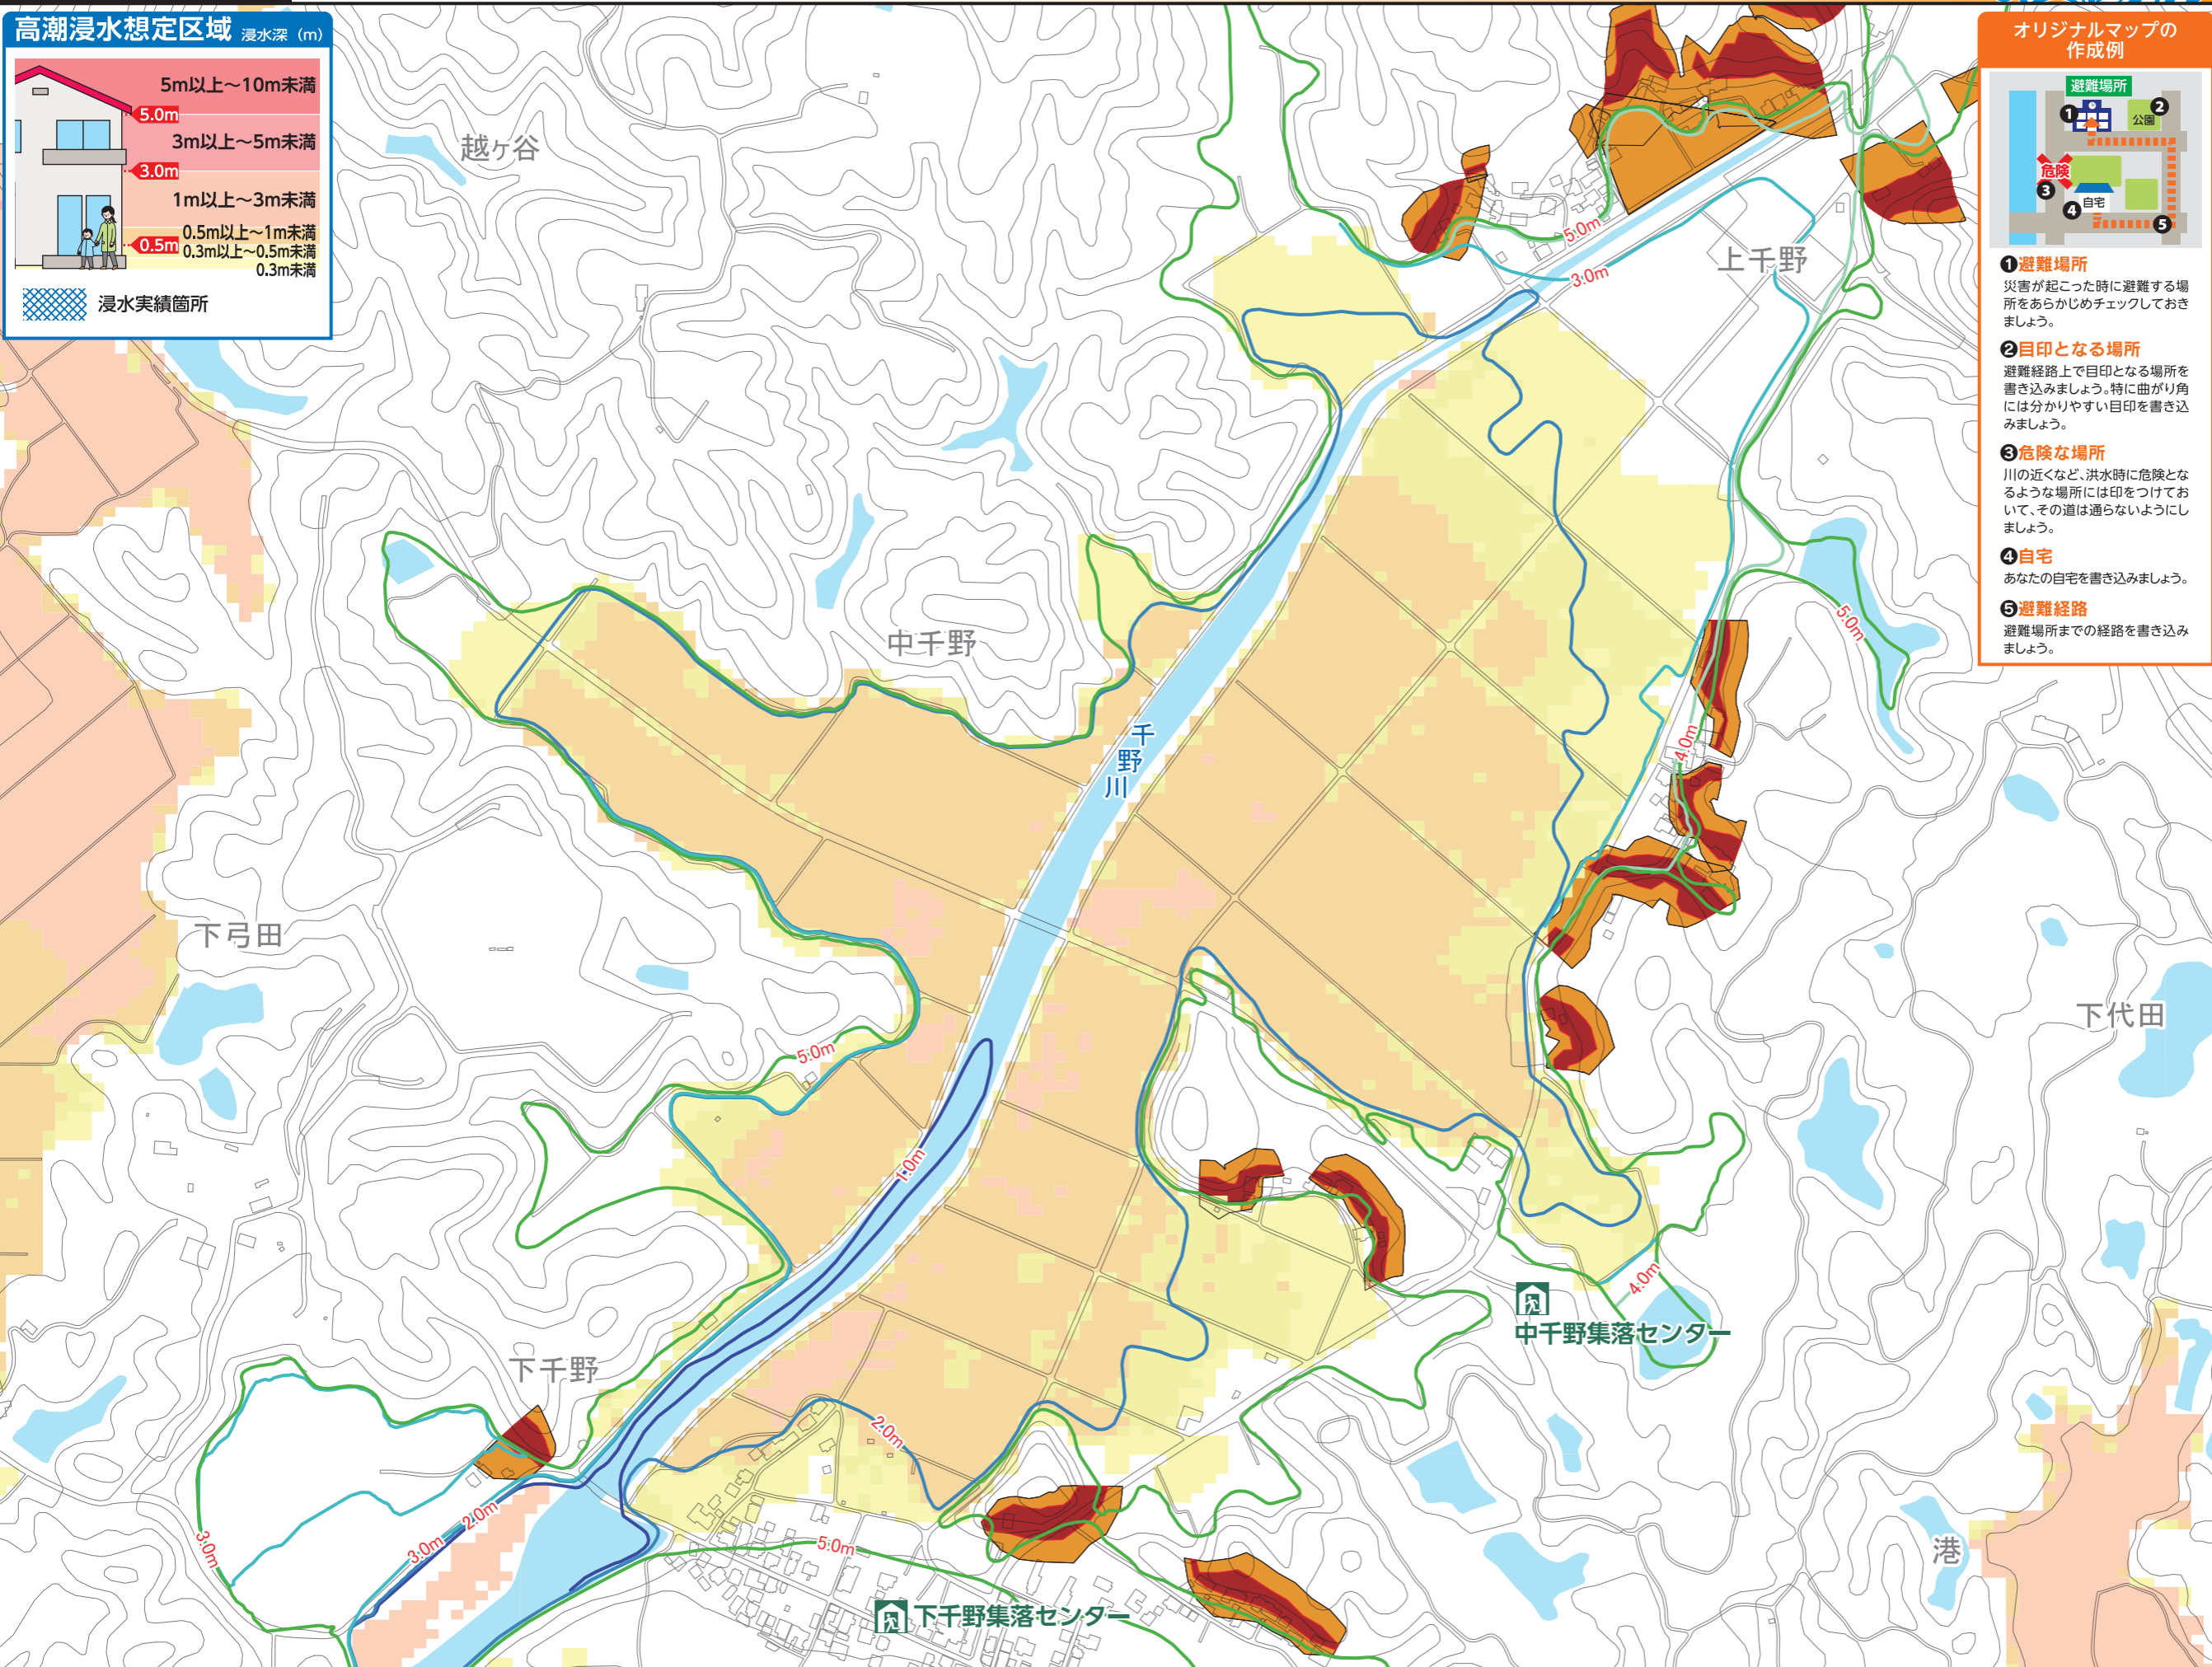 高潮浸水想定区域 浸水深（m）
5m以上～10m未満
5.0m
3m以上～5m未満
3.0m
1m以上～3m未満
0.5m以上～1m未満
0.5m
0.3m以上～0.5m未満
0.3m未満
浸水実績箇所
オリジナルマップの
作成例
避難場所
1
2
公園
危険
3
自宅
4
5
❶避難場所
災害が起こった時に避難する場
所をあらかじめチェックしておき
ましょう。
❷目印となる場所
避難経路上で目印となる場所を
書き込みましょう。特に曲がり角
には分かりやすい目印を書き込
みましょう。
❸危険な場所
川の近くなど、洪水時に危険とな
るような場所には印をつけてお
いて、その道は通らないようにし
ましょう。
❹自宅
あなたの自宅を書き込みましょう。
❺避難経路
避難場所までの経路を書き込み
ましょう。
越ヶ谷
5.0m
上千野
3.0m
5.0m
中千野
千野川
4.0m
下弓田
下代田
5.0m
1.0m
4.0m
中千野集落センター
下千野
2.0m
2.0m
3.0m
3.0m
5.0m
港
下千野集落センター